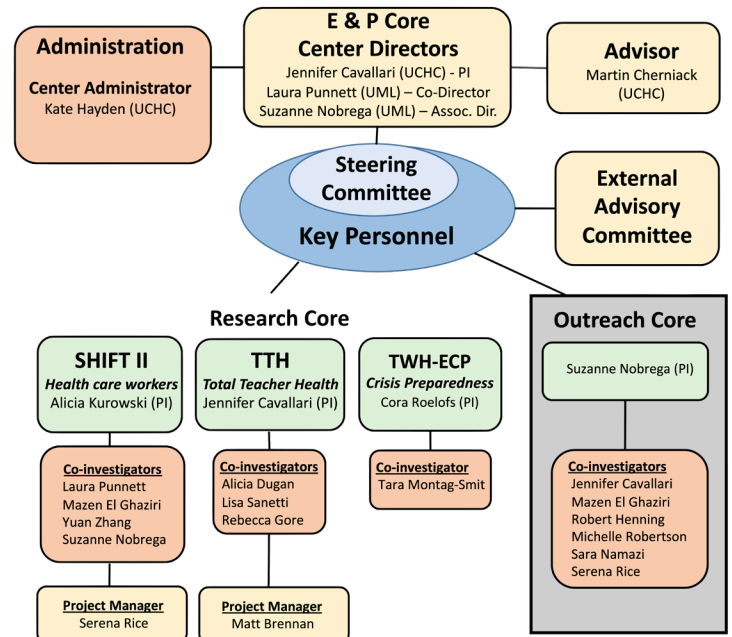 Administration
Center Administrator
Kate Hayden (UCHC)
E & P Core
Center Directors
Jennifer Cavallari (UCHC) - PI
Laura Punnett (UML) – Co-Director
Suzanne Nobrega (UML) – Assoc. Dir.
Advisor
Martin Cherniack
(UCHC)
Steering
Committee
Key Personnel
External
Advisory
Committee
Research Core
SHIFT II
Health care workers
Alicia Kurowski (PI)
Co-investigators
Laura Punnett
Mazen El Ghaziri
Yuan Zhang
Suzanne Nobrega
Project Manager
Serena Rice
TTH
Total Teacher Health
Jennifer Cavallari (PI)
Co-investigators
Alicia Dugan
Lisa Sanetti
Rebecca Gore
Project Manager
Matt Brennan
TWH-ECP
Crisis Preparedness
Cora Roelofs (PI)
Co-investigator
Tara Montag-Smit
Outreach Core
Suzanne Nobrega (PI)
Co-investigators
Jennifer Cavallari
Mazen El Ghaziri
Robert Henning
Michelle Robertson
Sara Namazi
Serena Rice